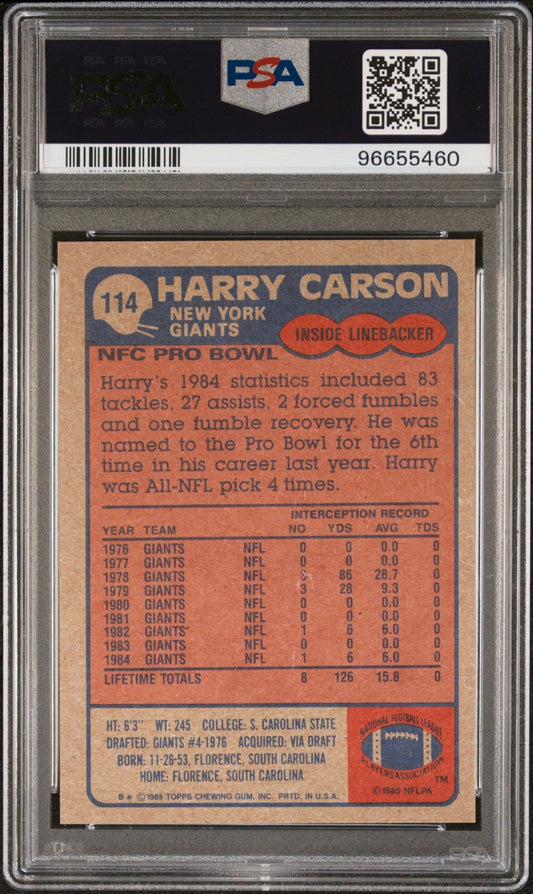 PSA
PSA
96655460
114
HARRY CARSON
NEW YORK
GIANTS
INSIDE LINEBACKER
NFC PRO BOWL
Harry's 1984 statistics included 83
tackles, 27 assists, 2 forced fumbles
and one fumble recovery. He was
named to the Pro Bowl for the 6th
time in his career last year. Harry
was All-NFL pick 4 times.
INTERCEPTION RECORD
YEAR TEAM NO YDS AVG TDS
1976 GIANTS NFL 0 0 0.0 0
1977 GIANTS NFL 0 0 0.0 0
1978 GIANTS NFL 3 86 28.7 0
1979 GIANTS NFL 3 28 9.3 0
1980 GIANTS NFL 0 0 0.0 0
1981 GIANTS NFL 0 0 0.0 0
1982 GIANTS NFL 1 6 6.0 0
1983 GIANTS NFL 0 0 0.0 0
1984 GIANTS NFL 1 6 6.0 0
LIFETIME TOTALS 8 126 15.8 0
HT: 6'3" WT: 245 COLLEGE: S. CAROLINA STATE
DRAFTED: GIANTS #4-1976 ACQUIRED: VIA DRAFT
BORN: 11-26-53, FLORENCE, SOUTH CAROLINA
HOME: FLORENCE, SOUTH CAROLINA
B* ©1985 TOPPS CHEWING GUM, INC. PRTD. IN U.S.A.
NATIONAL FOOTBALL LEAGUE
PLAYERS ASSOCIATION
TM
©1985 NFLPA
PSA